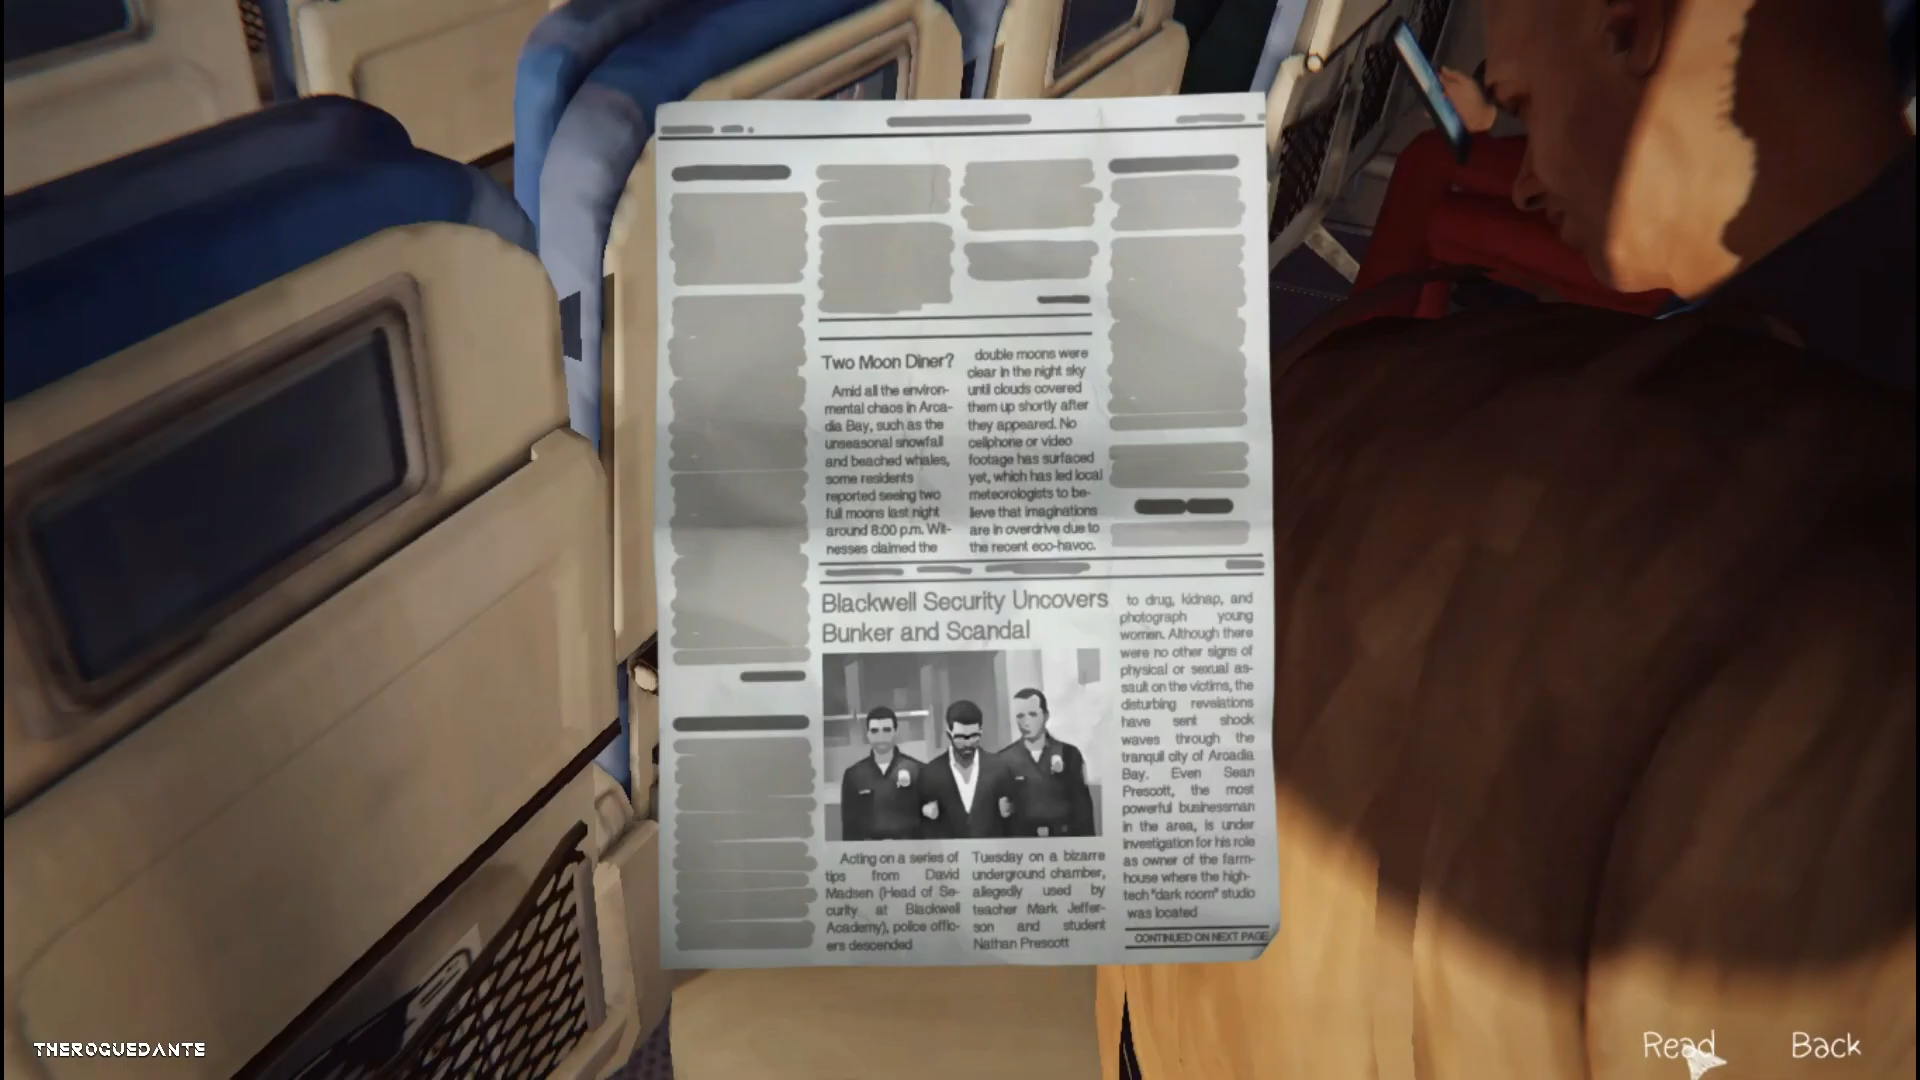 Two Moon Diner?
Amid all the environ-
mental chaos in Arca-
dia Bay, such as the
unseasonal snowfall
and beached whales,
some residents
reported seeing two
full moons last night
around 8:00 p.m. Wit-
nesses claimed the
double moons were
clear in the night sky
until clouds covered
them up shortly after
they appeared. No
cellphone or video
footage has surfaced
yet, which has led local
meteorologists to be-
lieve that imaginations
are in overdrive due to
the recent eco-havoc.
Blackwell Security Uncovers
Bunker and Scandal
Acting on a series of
tips from David
Madsen (Head of Se-
curity at Blackwell
Academy), police offic-
ers descended
Tuesday on a bizarre
underground chamber,
allegedly used by
teacher Mark Jeffer-
son and student
Nathan Prescott
to drug, kidnap, and
photograph young
women. Although there
were no other signs of
physical or sexual as-
sault on the victims, the
disturbing revelations
have sent shock
waves through the
tranquil city of Arcadia
Bay. Even Sean
Prescott, the most
powerful businessman
in the area, is under
investigation for his role
as owner of the farm-
house where the high-
tech "dark room" studio
was located
CONTINUED ON NEXT PAGE
THEROGUEDANTE
Read
Back